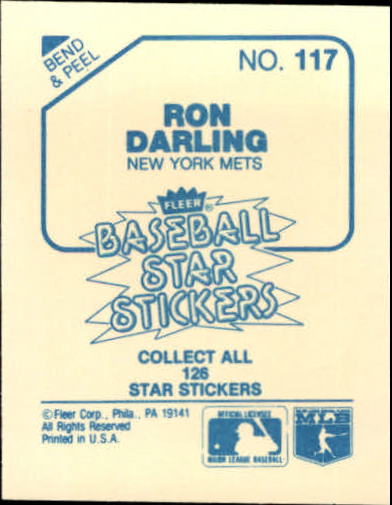 BEND
& PEEL
NO. 117
RON
DARLING
NEW YORK METS
FLEER®
BASEBALL
STAR
STICKERS
COLLECT ALL
126
STAR STICKERS
© Fleer Corp., Phila., PA 19141
All Rights Reserved
Printed in U.S.A.
OFFICIAL LICENSEE
MAJOR LEAGUE BASEBALL
MLB